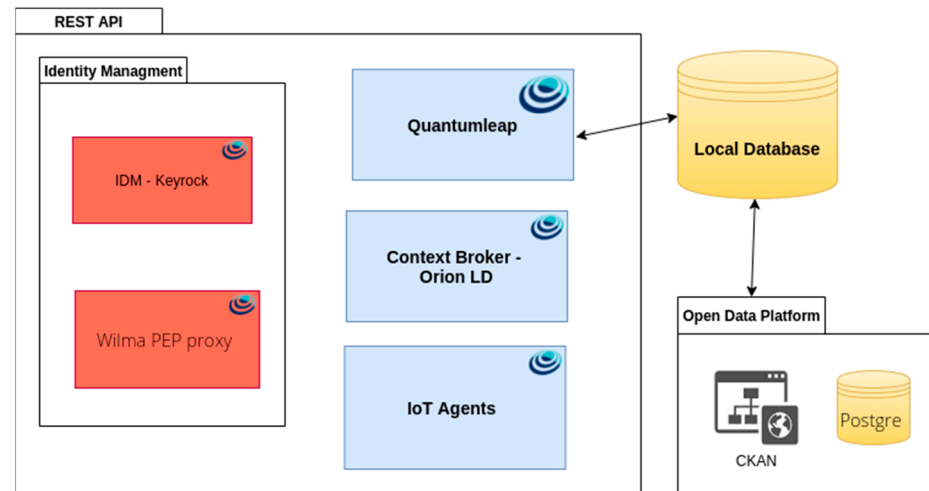 REST API
Identity Managment
IDM - Keyrock
Wilma PEP proxy
Quantumleap
Context Broker -
Orion LD
IoT Agents
Local Database
Open Data Platform
CKAN
Postgre